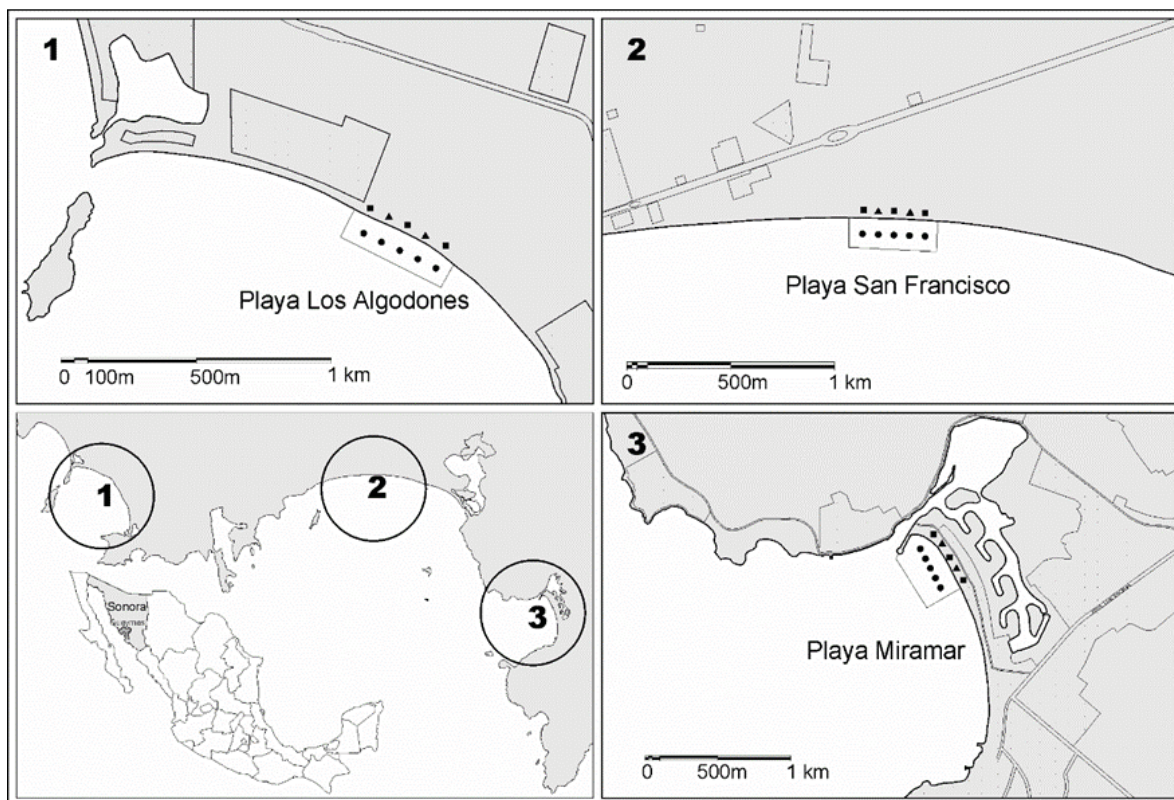 1
Playa Los Algodones
0 100m 500m 1 km
2
Playa San Francisco
0 500m 1 km
1
2
3
Sonora
3
Playa Miramar
0 500m 1 km